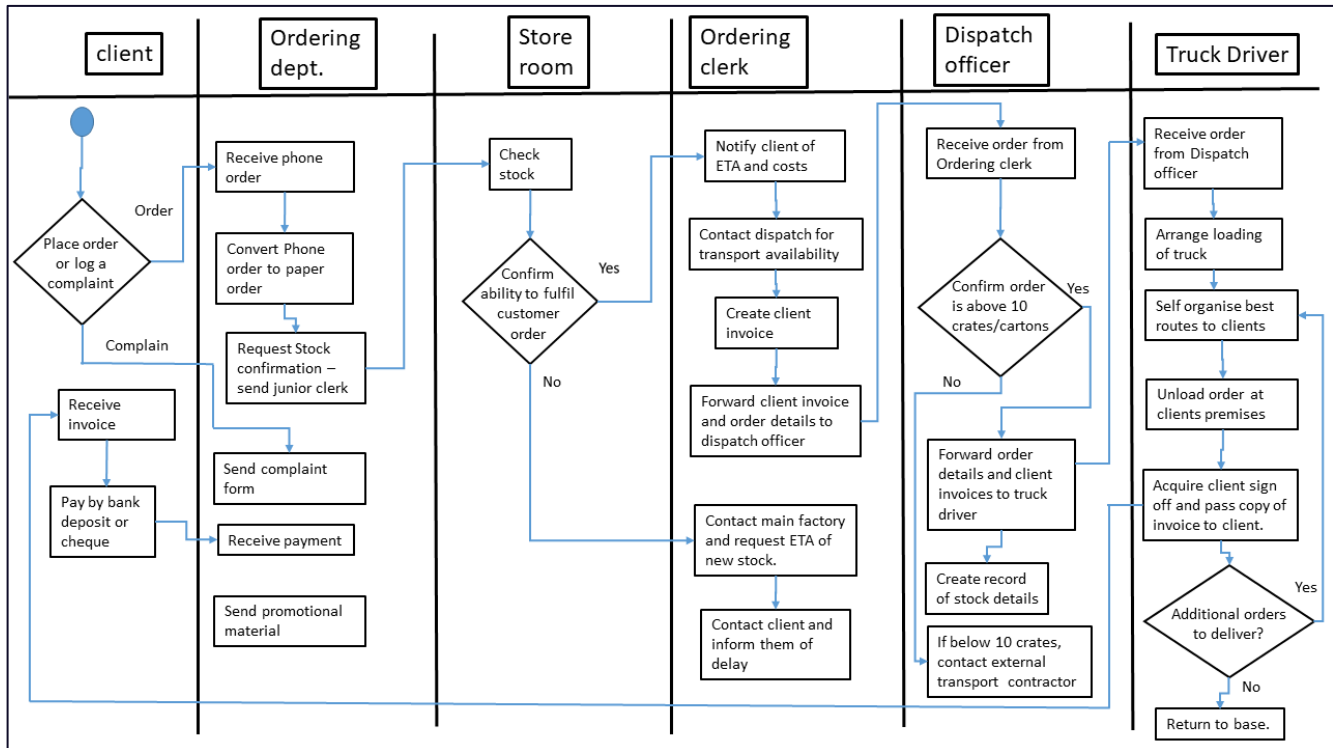 client
Ordering
dept.
Store
room
Ordering
clerk
Dispatch
officer
Truck Driver
Place order
or log a
complaint
Order
Complain
Receive
invoice
Pay by bank
deposit or
cheque
Receive phone
order
Convert Phone
order to paper
order
Request Stock
confirmation –
send junior clerk
Send complaint
form
Receive payment
Send promotional
material
Check
stock
Confirm
ability to fulfil
customer
order
Yes
No
Notify client of
ETA and costs
Contact dispatch for
transport availability
Create client
invoice
Forward client invoice
and order details to
dispatch officer
Contact main factory
and request ETA of
new stock.
Contact client and
inform them of
delay
Receive order from
Ordering clerk
Confirm order
is above 10
crates/cartons
Yes
No
Forward order
details and client
invoices to truck
driver
Create record
of stock details
If below 10 crates,
contact external
transport contractor
Receive order
from Dispatch
officer
Arrange loading
of truck
Self organise best
routes to clients
Unload order at
clients premises
Acquire client sign
off and pass copy of
invoice to client.
Additional orders
to deliver?
Yes
No
Return to base.